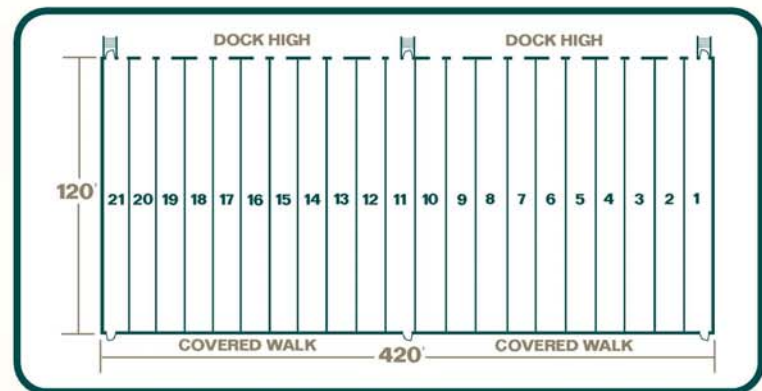 DOCK HIGH DOCK HIGH
120' 21 20 19 18 17 16 15 14 13 12 11 10 9 8 7 6 5 4 3 2 1
COVERED WALK COVERED WALK
420'